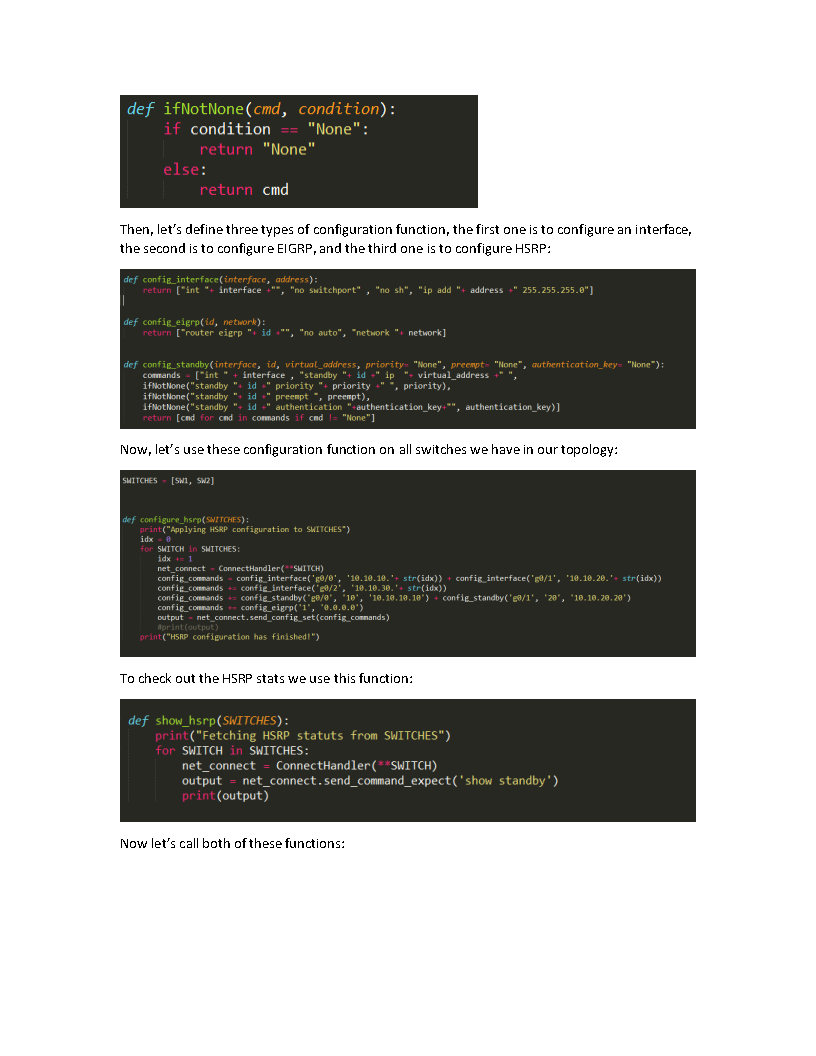 def ifNotNone(cmd, condition):
if condition == "None":
return "None"
else:
return cmd
Then, let's define three types of configuration function, the first one is to configure an interface,
the second is to configure EIGRP, and the third one is to configure HSRP:
def config_interface(interface, address):
return ["int "+ interface +"", "no switchport" , "no sh", "ip add "+ address +" 255.255.255.0"]
def config_eigrp(id, network):
return ["router eigrp "+ id +"", "no auto", "network "+ network]
def config_standby(interface, id, virtual_address, priority= "None", preempt= "None", authentication_key= "None"):
commands = ["int " + interface , "standby "+ id +" ip  "+ virtual_address +" ",
ifNotNone("standby "+ id +" priority "+ priority +" ", priority),
ifNotNone("standby "+ id +" preempt ", preempt),
ifNotNone("standby "+ id +" authentication "+authentication_key+"", authentication_key)]
return [cmd for cmd in commands if cmd != "None"]
Now, let's use these configuration function on all switches we have in our topology:
SWITCHES = [SW1, SW2]
def configure_hsrp(SWITCHES):
print("Applying HSRP configuration to SWITCHES")
idx = 0
for SWITCH in SWITCHES:
idx += 1
net_connect = ConnectHandler(**SWITCH)
config_commands = config_interface('g0/0', '10.10.10.'+ str(idx)) + config_interface('g0/1', '10.10.20.'+ str(idx))
config_commands += config_interface('g0/2', '10.10.30.'+ str(idx))
config_commands += config_standby('g0/0', '10', '10.10.10.10') + config_standby('g0/1', '20', '10.10.20.20')
config_commands += config_eigrp('1', '0.0.0.0')
output = net_connect.send_config_set(config_commands)
#print(output)
print("HSRP configuration has finished!")
To check out the HSRP stats we use this function:
def show_hsrp(SWITCHES):
print("Fetching HSRP statuts from SWITCHES")
for SWITCH in SWITCHES:
net_connect = ConnectHandler(**SWITCH)
output = net_connect.send_command_expect('show standby')
print(output)
Now let's call both of these functions: